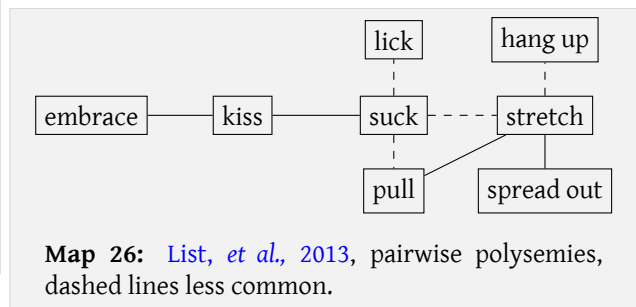 lick
hang up
embrace
kiss
suck
stretch
pull
spread out
Map 26: List, et al., 2013, pairwise polysemies,
dashed lines less common.